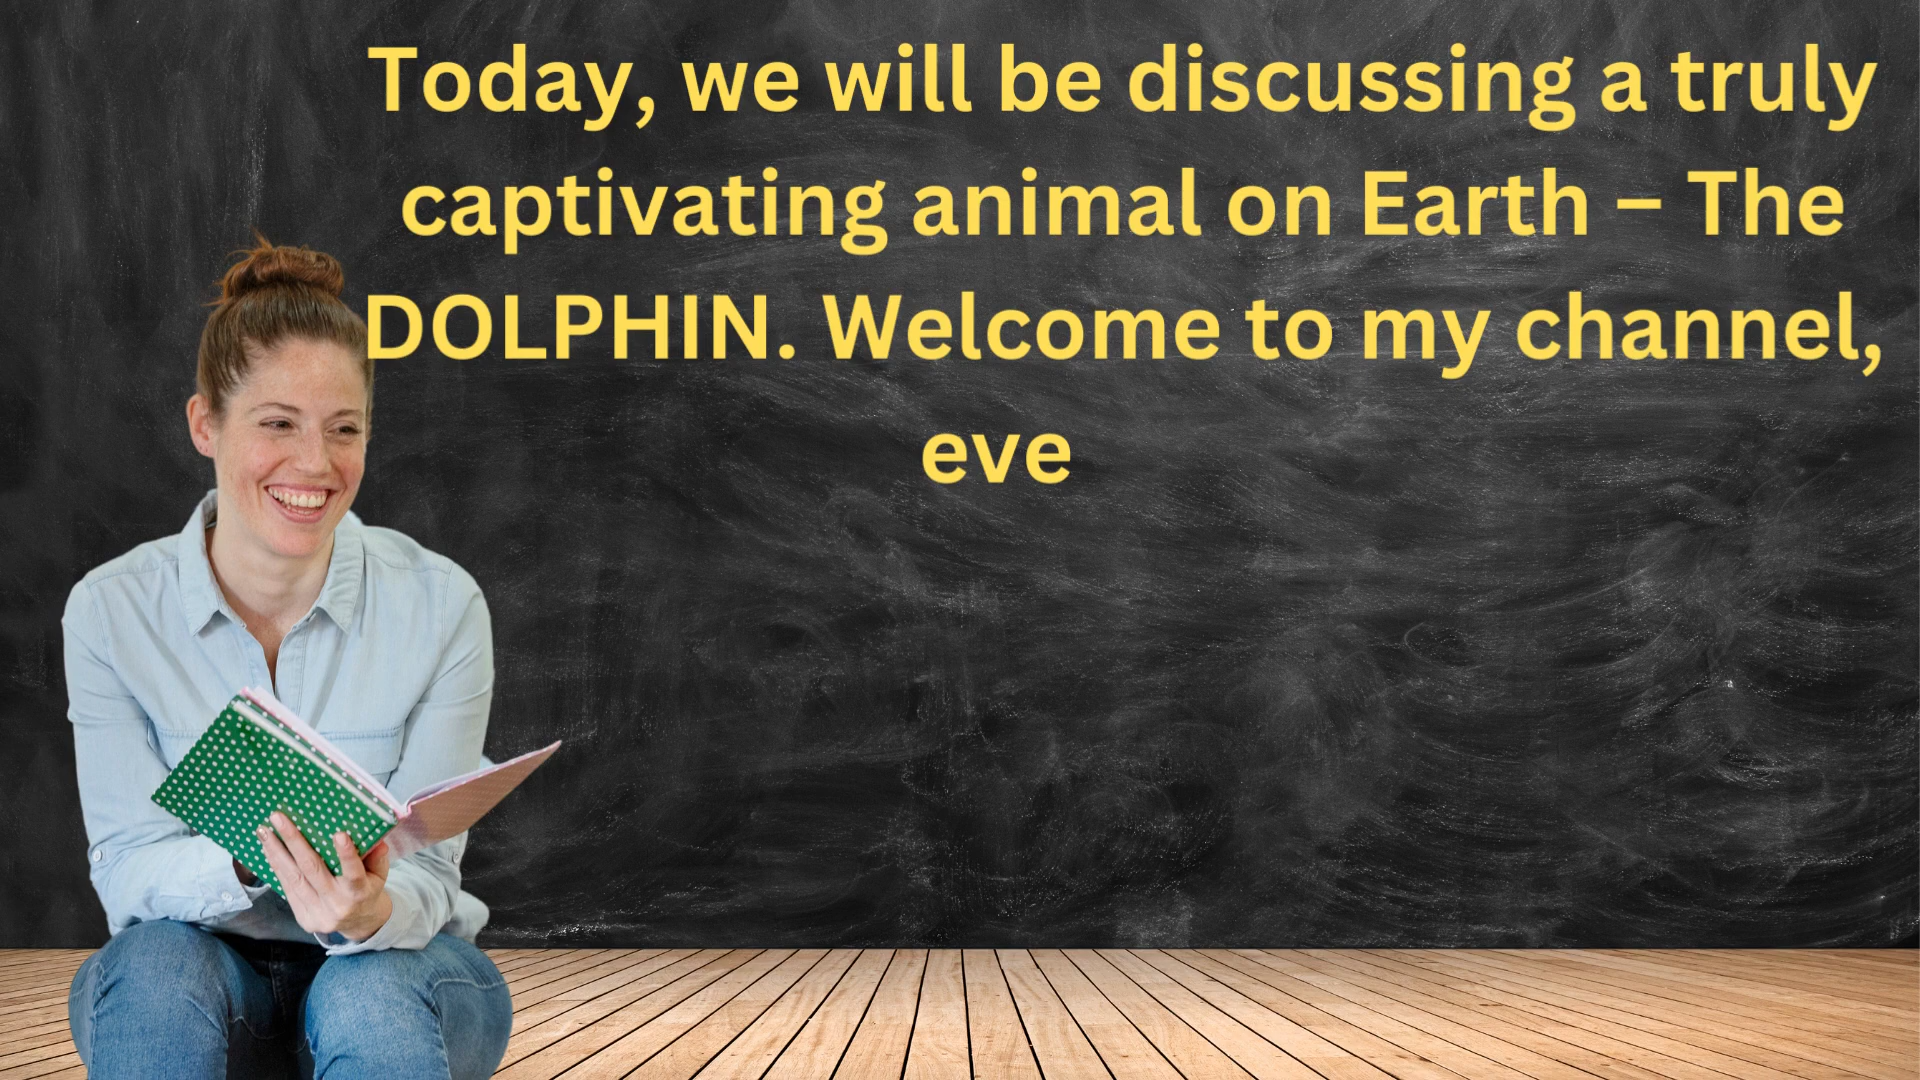 Today, we will be discussing a truly
captivating animal on Earth – The
DOLPHIN. Welcome to my channel,
eve